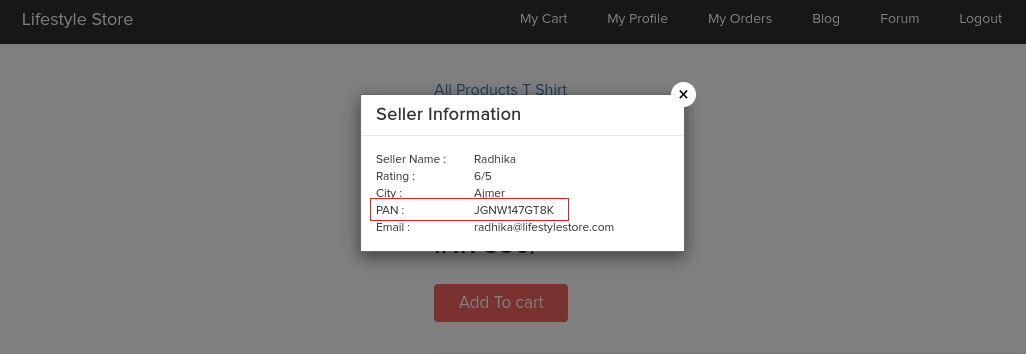 Lifestyle Store My Cart My Profile My Orders Blog Forum Logout
All Products T Shirt
×
Seller Information
Seller Name : Radhika
Rating : 6/5
City : Ajmer
PAN : JGNW147GT8K
Email : radhika@lifestylestore.com
Add To cart